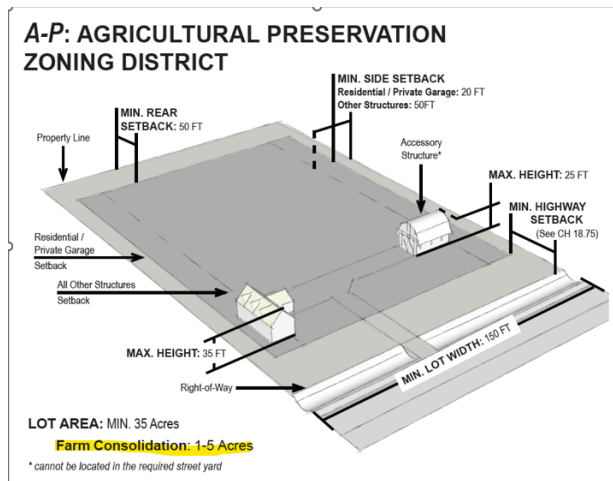 A-P: AGRICULTURAL PRESERVATION
ZONING DISTRICT
MIN. SIDE SETBACK
Residential / Private Garage: 20 FT
Other Structures: 50FT
MIN. REAR
SETBACK: 50 FT
Property Line
Accessory
Structure*
MAX. HEIGHT: 25 FT
MIN. HIGHWAY
SETBACK
(See CH 18.75)
Residential /
Private Garage
Setback
All Other Structures
Setback
MAX. HEIGHT: 35 FT
MIN. LOT WIDTH: 150 FT
Right-of-Way
LOT AREA: MIN. 35 Acres
Farm Consolidation: 1-5 Acres
* cannot be located in the required street yard